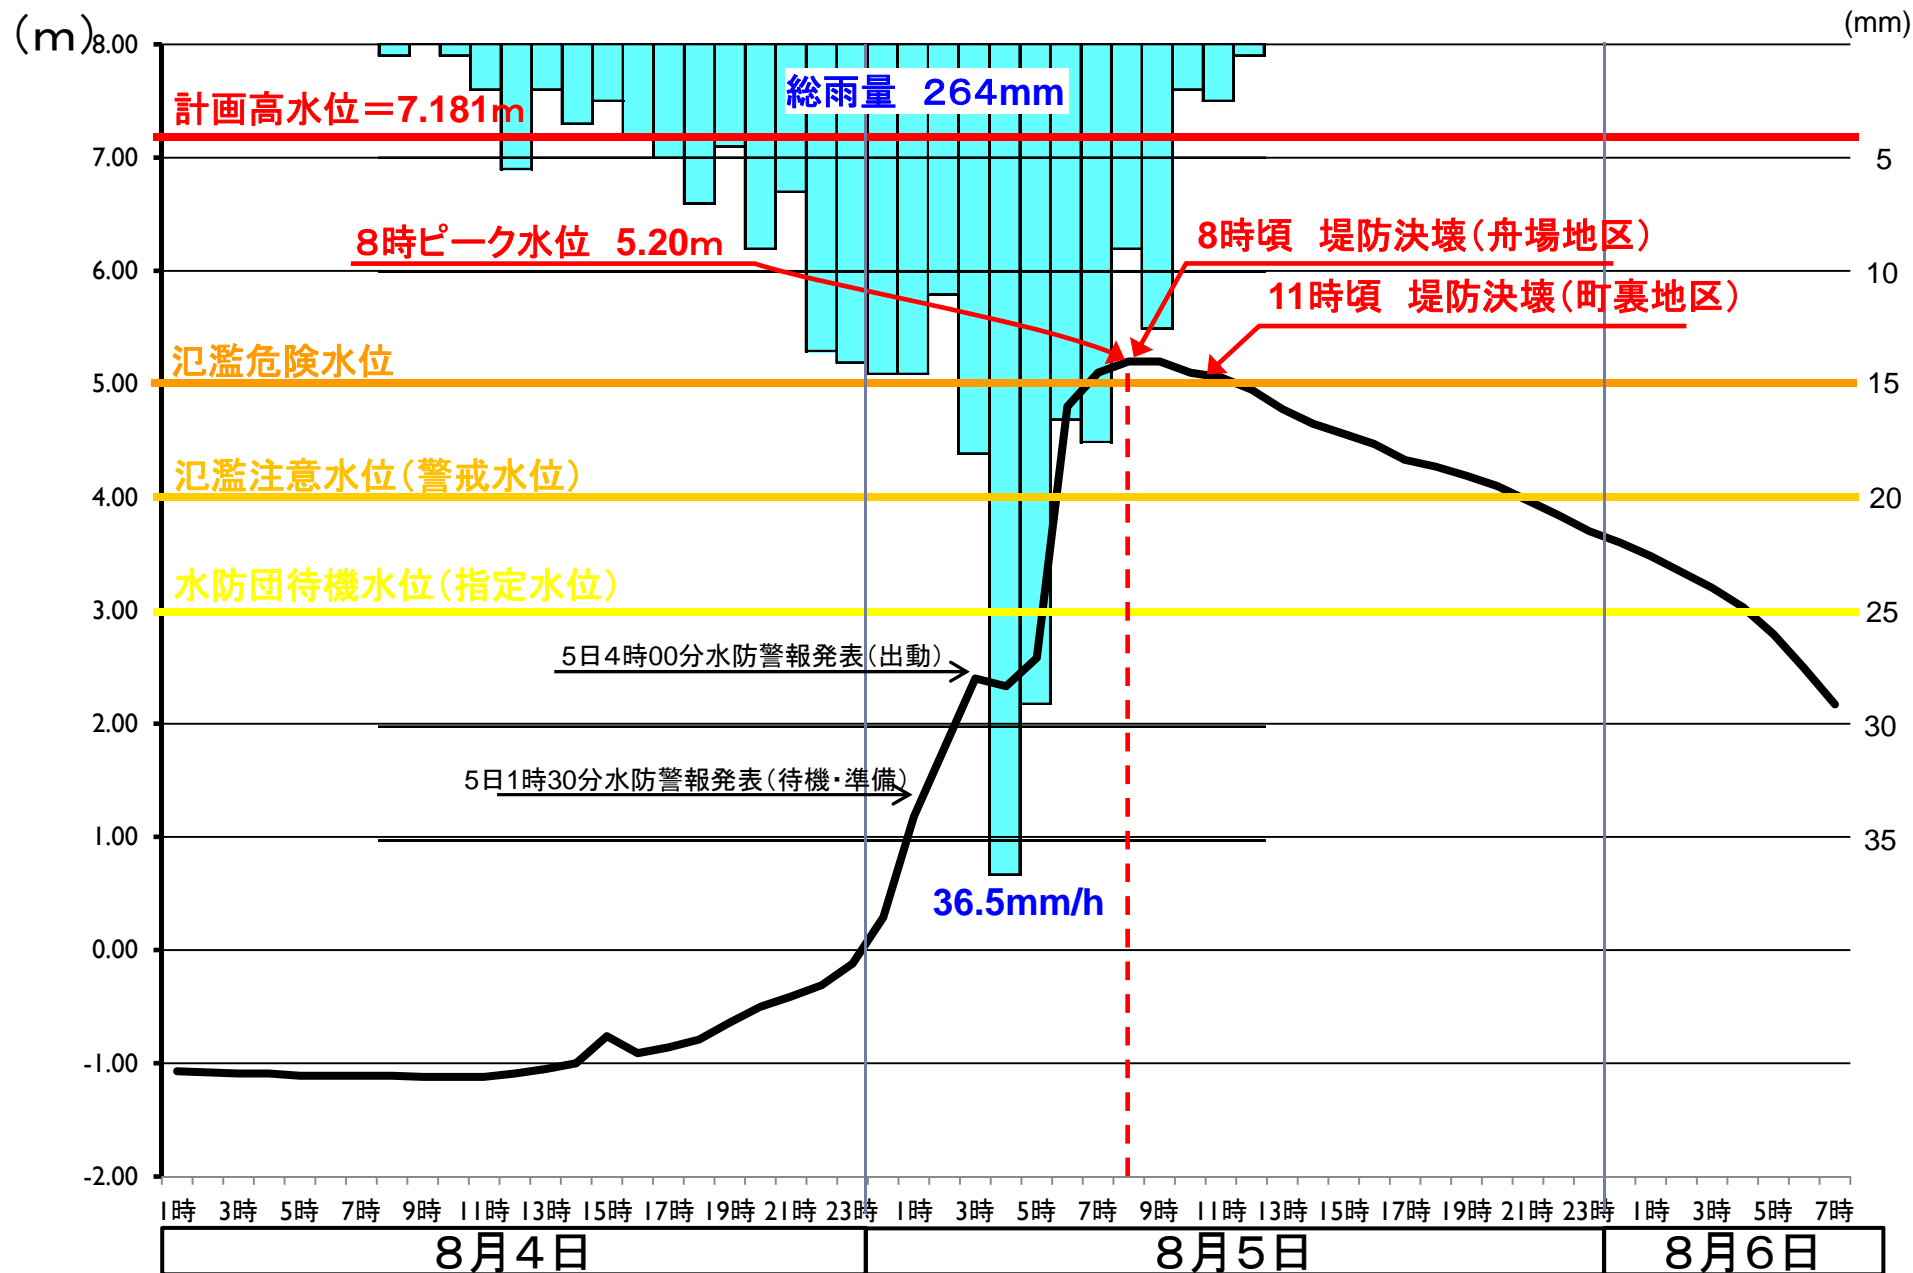 (m)
(mm)
8.00
総雨量 264mm
計画高水位=7.181m
7.00
5
8時ピーク水位 5.20m
8時頃 堤防決壊(舟場地区)
6.00
10
11時頃 堤防決壊(町裏地区)
氾濫危険水位
5.00
15
氾濫注意水位(警戒水位)
4.00
20
水防団待機水位(指定水位)
3.00
25
5日4時00分水防警報発表(出動)
2.00
30
5日1時30分水防警報発表(待機・準備)
1.00
35
36.5mm/h
0.00
-1.00
-2.00
1時 3時 5時 7時 9時 11時 13時 15時 17時 19時 21時 23時 1時 3時 5時 7時 9時 11時 13時 15時 17時 19時 21時 23時 1時 3時 5時 7時
8月4日 8月5日 8月6日